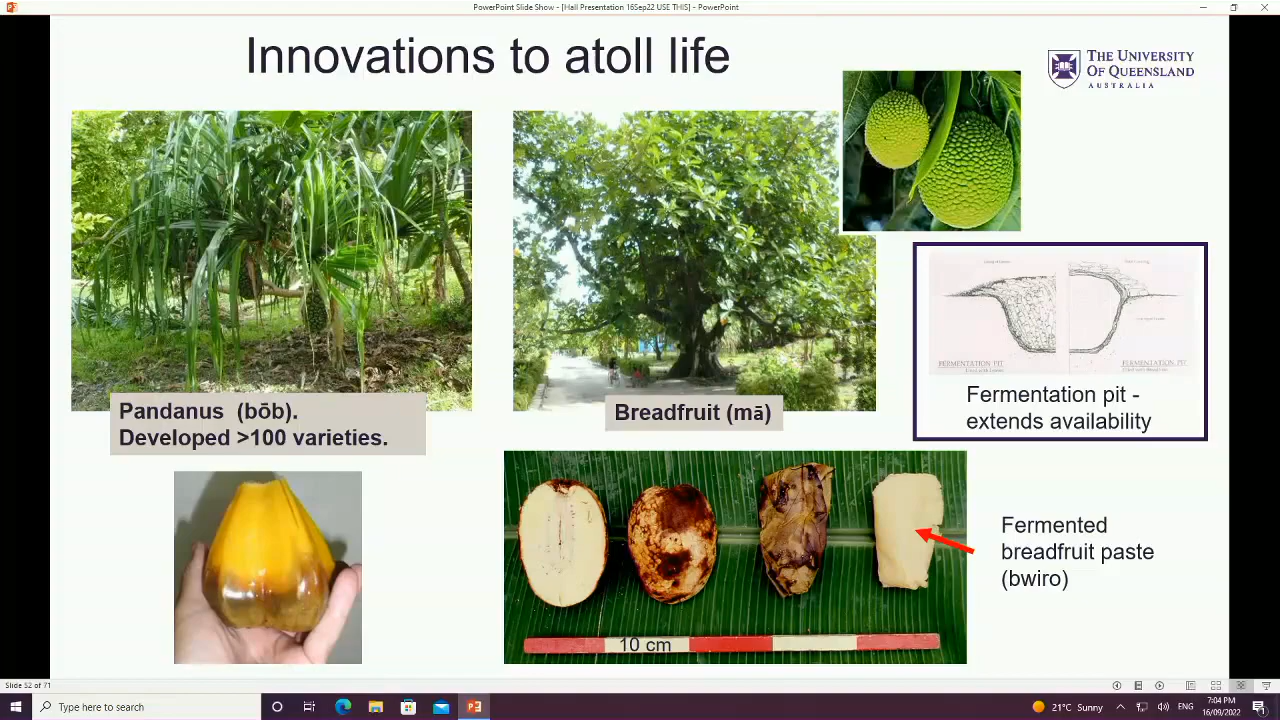 PowerPoint Slide Show - [Hall Presentation 16Sep22 USE THIS] - PowerPoint
Innovations to atoll life
THE UNIVERSITY
OF QUEENSLAND
AUSTRALIA
Pandanus (bōb).
Developed >100 varieties.
Breadfruit (mā)
FERMENTATION PIT
FERMENTATION PIT
Fermentation pit -
extends availability
Fermented
breadfruit paste
(bwiro)
10 cm
Slide 52 of 71
Type here to search
21°C Sunny
7:04 PM
16/09/2022